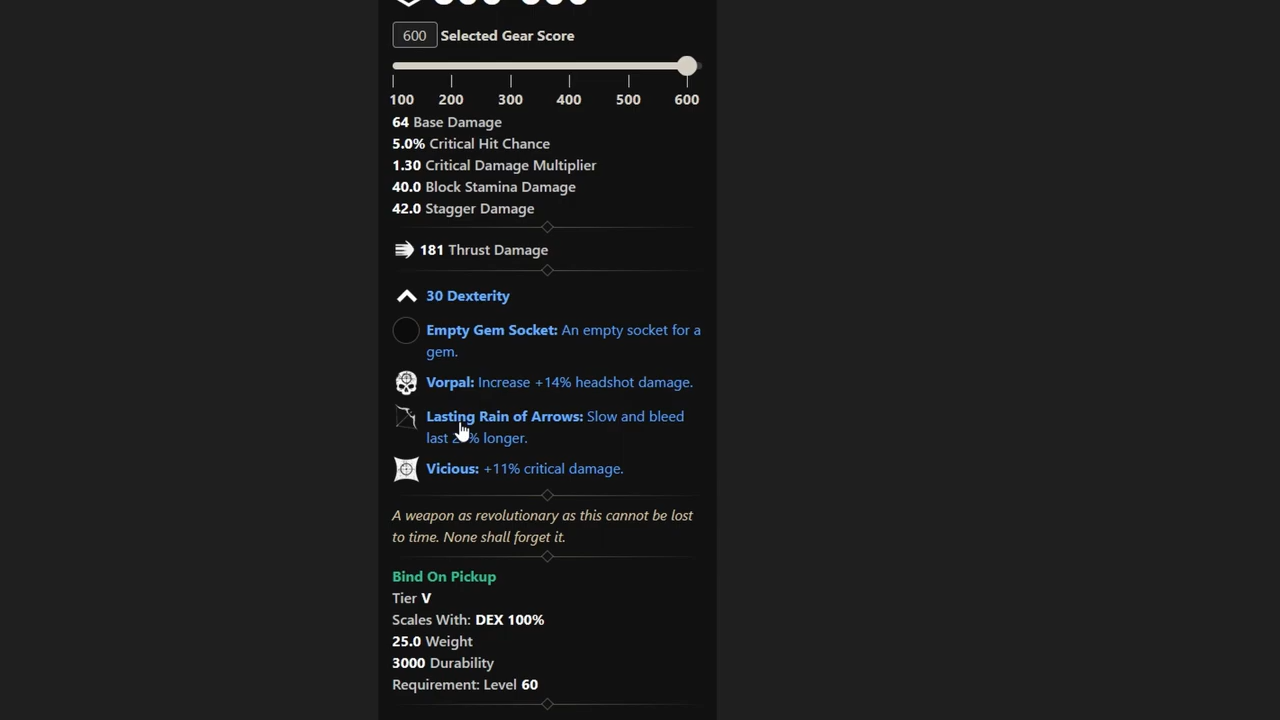 600 Selected Gear Score
100 200 300 400 500 600
64 Base Damage
5.0% Critical Hit Chance
1.30 Critical Damage Multiplier
40.0 Block Stamina Damage
42.0 Stagger Damage
181 Thrust Damage
30 Dexterity
Empty Gem Socket: An empty socket for a
gem.
Vorpal: Increase +14% headshot damage.
Lasting Rain of Arrows: Slow and bleed
last longer.
Vicious: +11% critical damage.
A weapon as revolutionary as this cannot be lost
to time. None shall forget it.
Bind On Pickup
Tier V
Scales With: DEX 100%
25.0 Weight
3000 Durability
Requirement: Level 60